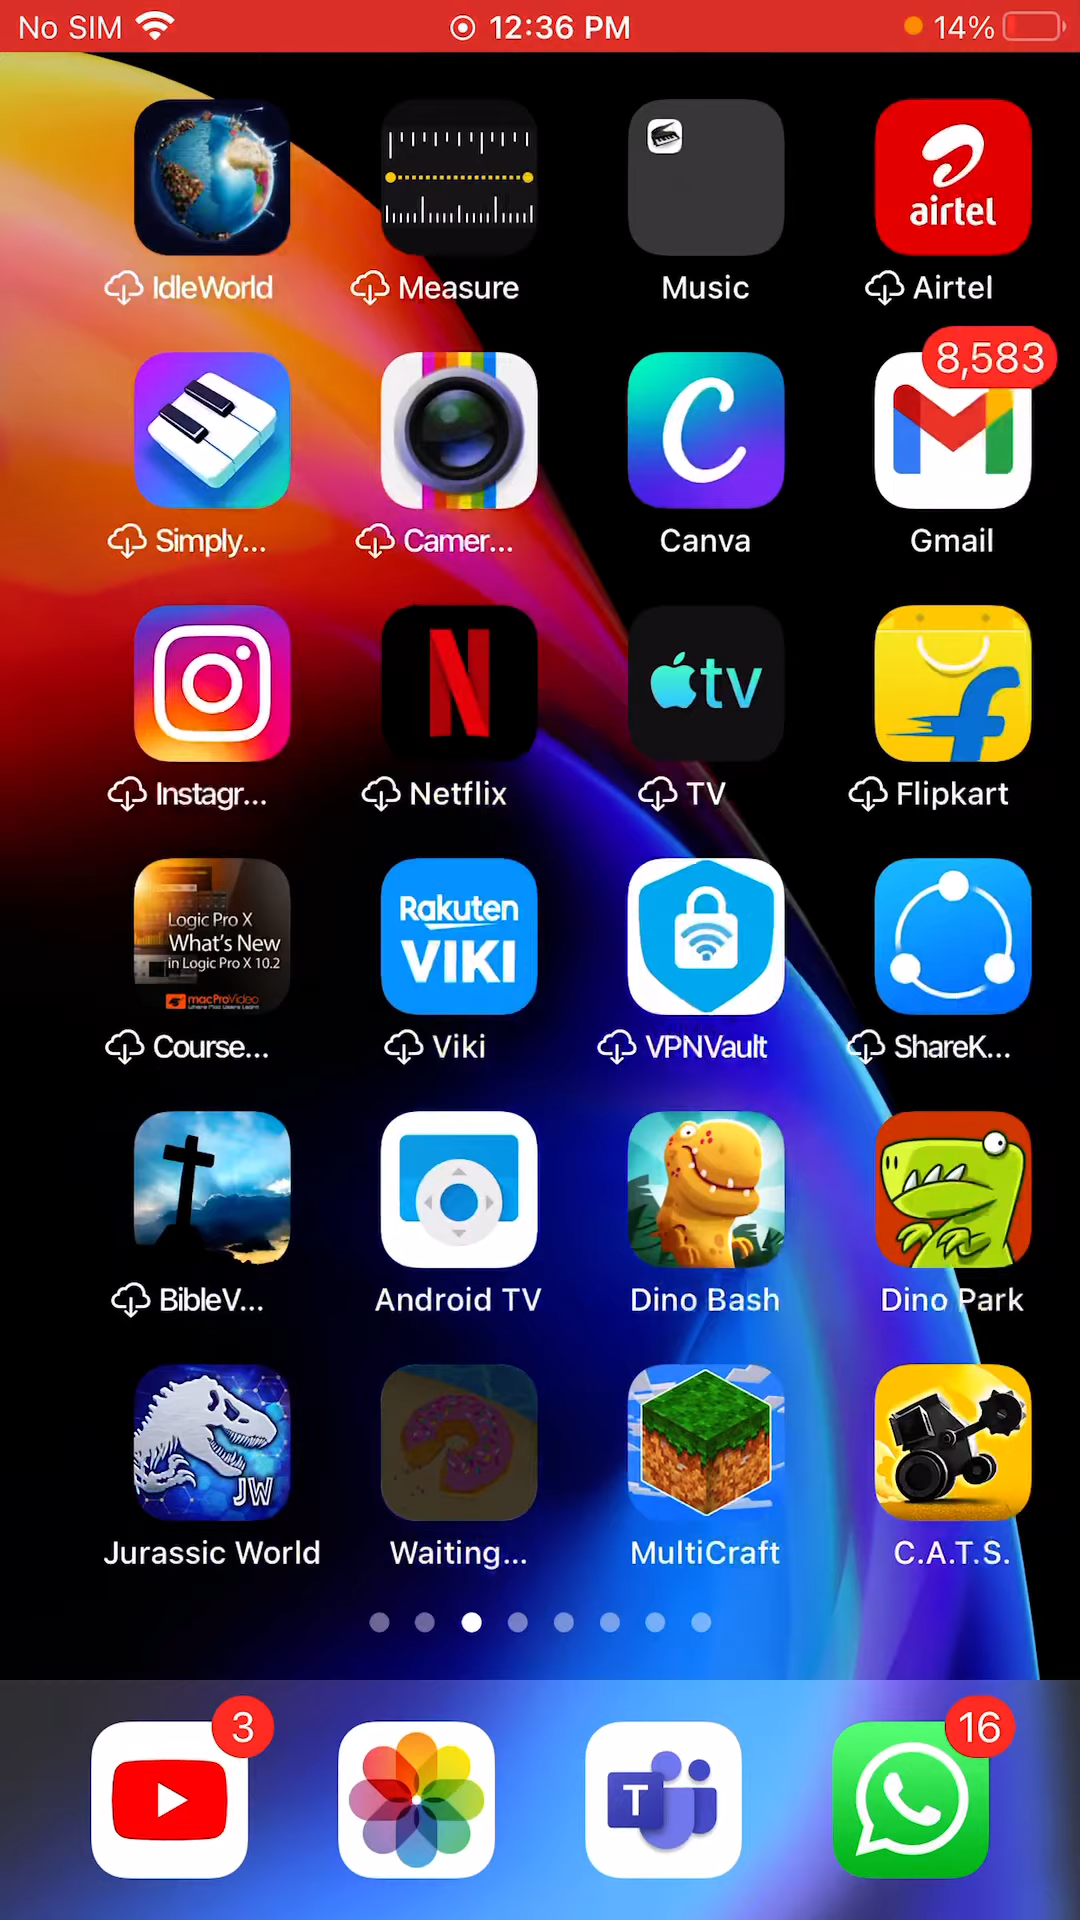 No SIM 12:36 PM 14%
airtel
IdleWorld Measure Music Airtel
8,583
C
Simply... Camer... Canva Gmail
N tv f
Instagr... Netflix TV Flipkart
Logic Pro X
What's New
in Logic Pro X 10.2
macProVideo
Rakuten
VIKI
Course... Viki VPNVault ShareK...
BibleV... Android TV Dino Bash Dino Park
JW
Jurassic World Waiting... MultiCraft C.A.T.S.
3 16
T